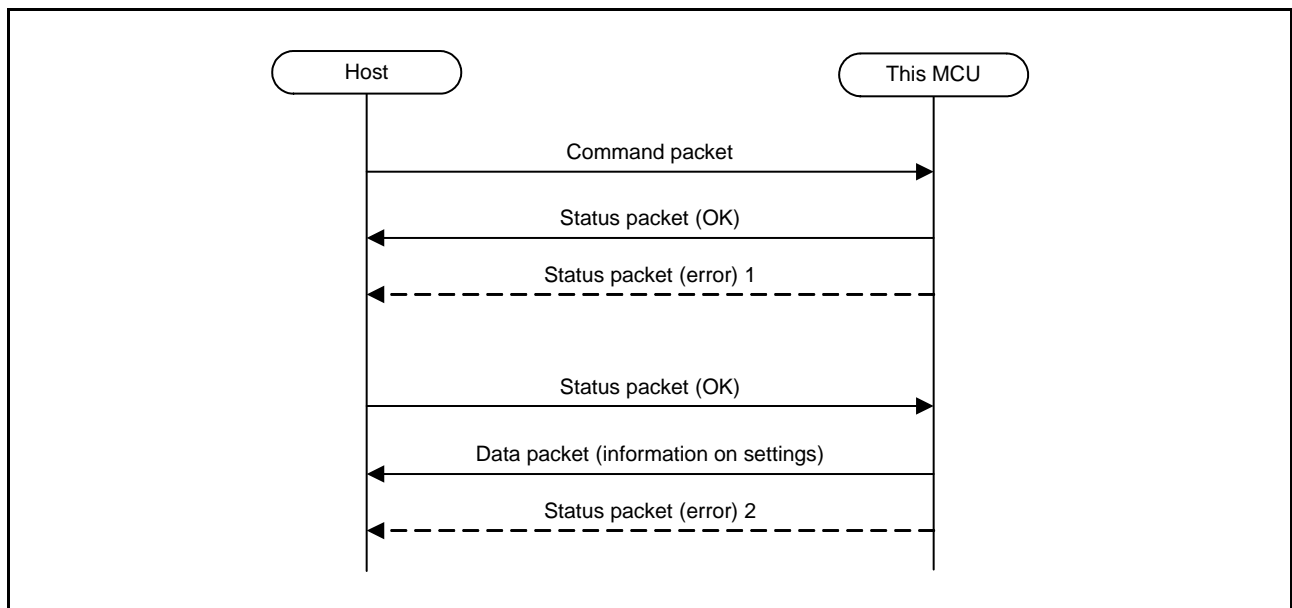 Host
This MCU
Command packet
Status packet (OK)
Status packet (error) 1
Status packet (OK)
Data packet (information on settings)
Status packet (error) 2